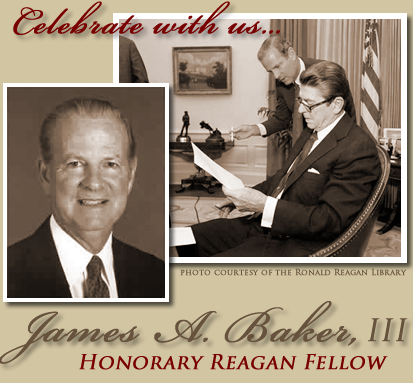 Celebrate with us...
PHOTO COURTESY OF THE RONALD REAGAN LIBRARY
James A. Baker, III
HONORARY REAGAN FELLOW